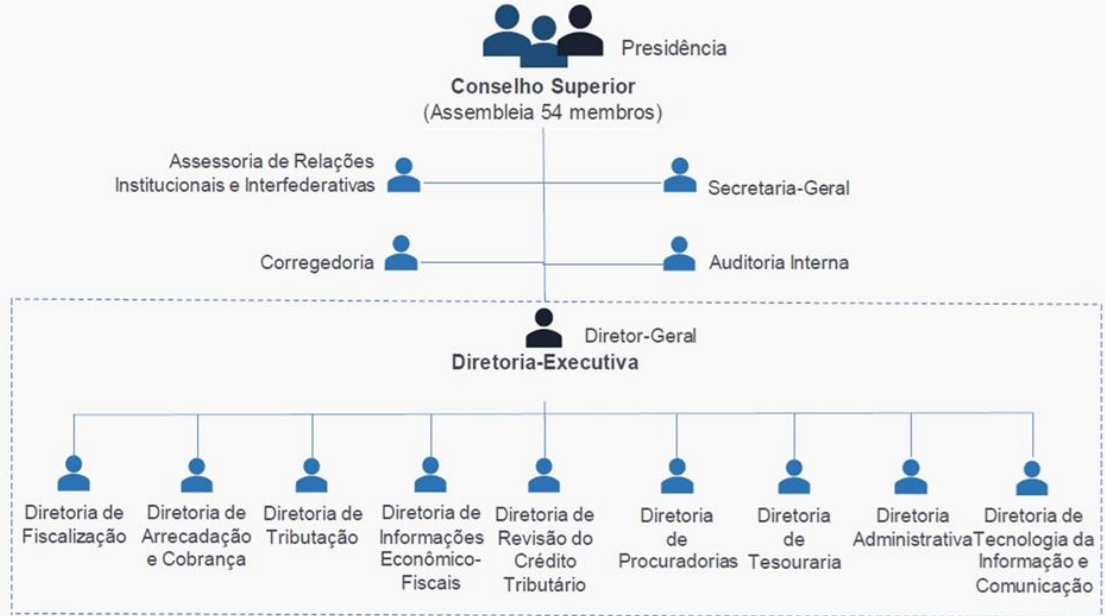 Presidência
Conselho Superior
(Assembleia 54 membros)
Assessoria de Relações
Institucionais e Interfederativas
Secretaria-Geral
Corregedoria
Auditoria Interna
Diretor-Geral
Diretoria-Executiva
Diretoria de
Fiscalização
Diretoria de
Arrecadação
e Cobrança
Diretoria de
Tributação
Diretoria de
Informações
Econômico-
Fiscais
Diretoria de
Revisão do
Crédito
Tributário
Diretoria
de
Procuradorias
Diretoria
de
Tesouraria
Diretoria
Administrativa
Diretoria de
Tecnologia da
Informação e
Comunicação